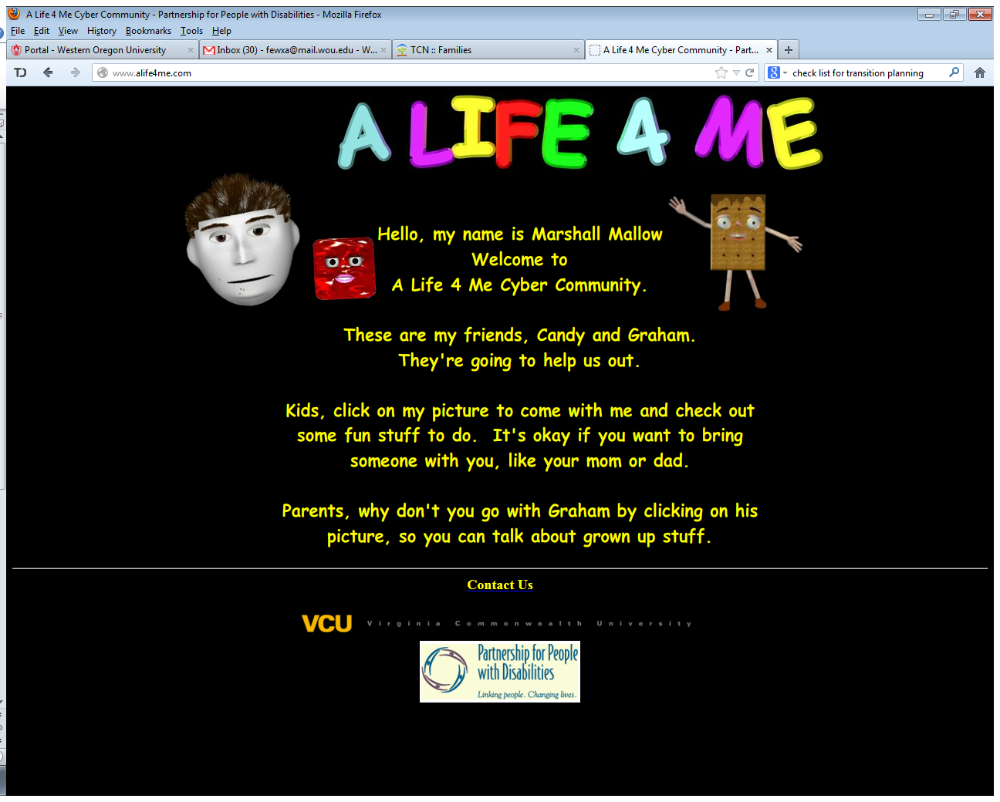 A Life 4 Me Cyber Community - Partnership for People with Disabilities - Mozilla Firefox
File Edit View History Bookmarks Tools Help
Portal - Western Oregon University
Inbox (30) - fewxa@mail.wou.edu - W...
TCN :: Families
A Life 4 Me Cyber Community - Part...
www.alife4me.com
check list for transition planning
A LIFE 4 ME
Hello, my name is Marshall Mallow
Welcome to
A Life 4 Me Cyber Community.
These are my friends, Candy and Graham.
They're going to help us out.
Kids, click on my picture to come with me and check out
some fun stuff to do. It's okay if you want to bring
someone with you, like your mom or dad.
Parents, why don't you go with Graham by clicking on his
picture, so you can talk about grown up stuff.
Contact Us
VCU Virginia Commonwealth University
Partnership for People
with Disabilities
Linking people. Changing lives.